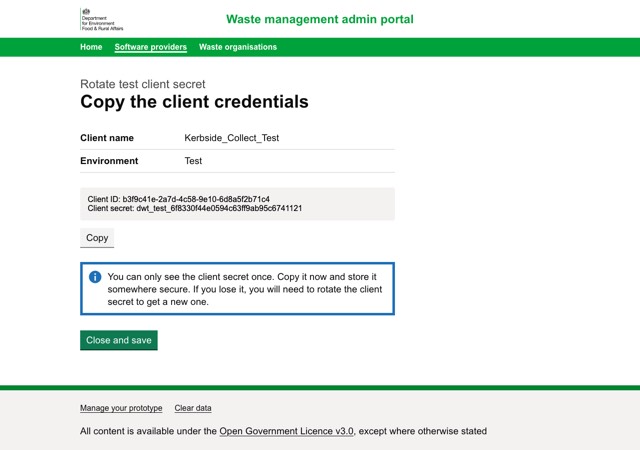 Department
for Environment
Food & Rural Affairs
Waste management admin portal
Home Software providers Waste organisations
Rotate test client secret
Copy the client credentials
Client name Kerbside_Collect_Test
Environment Test
Client ID: b3f9c41e-2a7d-4c58-9e10-6d8a5f2b71c4
Client secret: dwt_test_6f8330f44e0594c63ff9ab95c6741121
Copy
You can only see the client secret once. Copy it now and store it
somewhere secure. If you lose it, you will need to rotate the client
secret to get a new one.
Close and save
Manage your prototype Clear data
All content is available under the Open Government Licence v3.0, except where otherwise stated